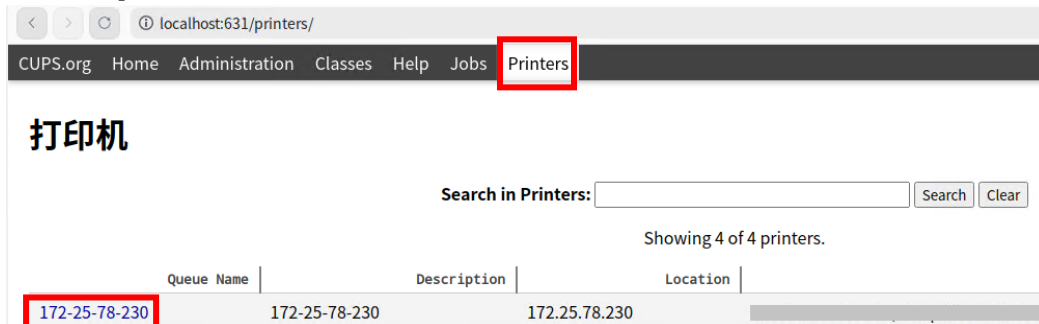 localhost:631/printers/
CUPS.org Home Administration Classes Help Jobs Printers
打印机
Search in Printers: Search Clear
Showing 4 of 4 printers.
Queue Name Description Location
172-25-78-230 172-25-78-230 172.25.78.230